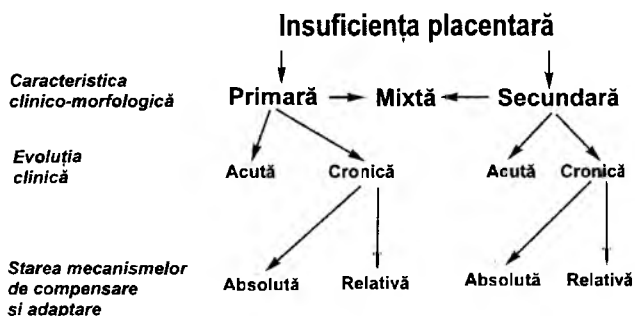 Insuficiența placentară
Caracteristica
clinico-morfologică
Primară Mixtă Secundară
Evoluția
clinică
Acută Cronică Acută Cronică
Starea mecanismelor
de compensare
și adaptare
Absolută Relativă Absolută Relativă